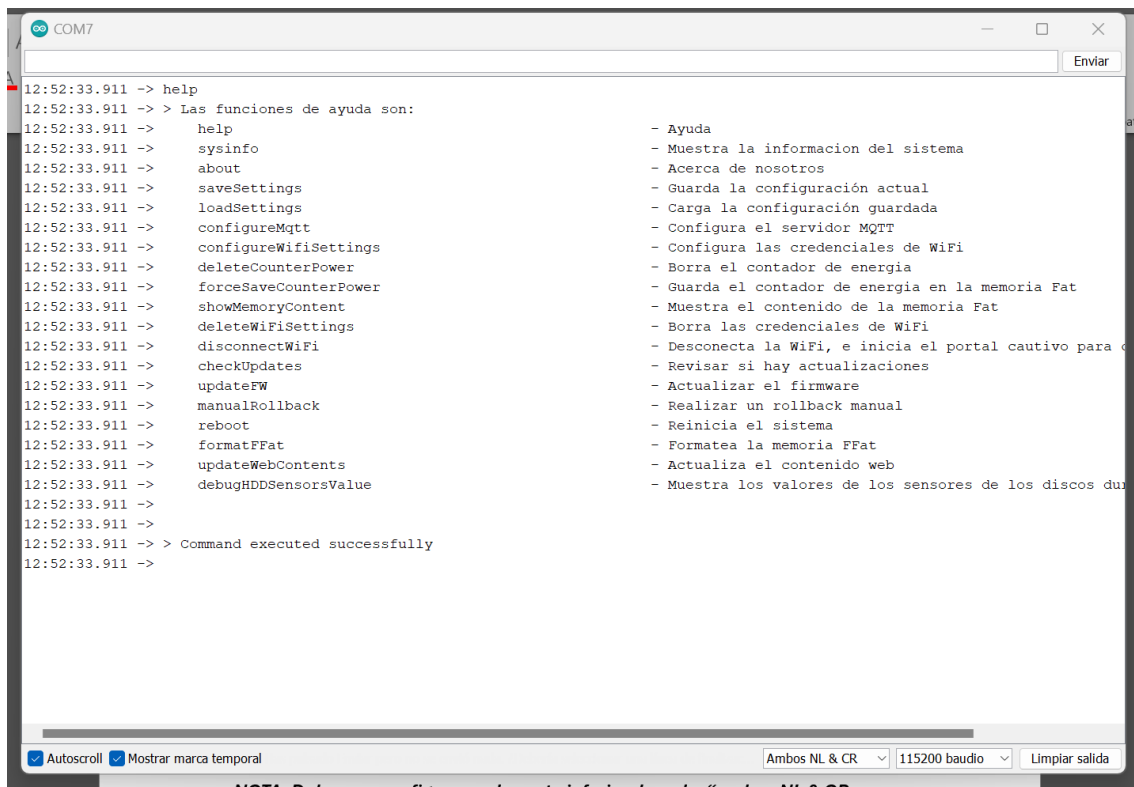 COM7
Enviar
12:52:33.911 -> help
12:52:33.911 -> > Las funciones de ayuda son:
12:52:33.911 -> help - Ayuda
12:52:33.911 -> sysinfo - Muestra la informacion del sistema
12:52:33.911 -> about - Acerca de nosotros
12:52:33.911 -> saveSettings - Guarda la configuración actual
12:52:33.911 -> loadSettings - Carga la configuración guardada
12:52:33.911 -> configureMqtt - Configura el servidor MQTT
12:52:33.911 -> configureWifiSettings - Configura las credenciales de WiFi
12:52:33.911 -> deleteCounterPower - Borra el contador de energia
12:52:33.911 -> forceSaveCounterPower - Guarda el contador de energia en la memoria Fat
12:52:33.911 -> showMemoryContent - Muestra el contenido de la memoria Fat
12:52:33.911 -> deleteWiFiSettings - Borra las credenciales de WiFi
12:52:33.911 -> disconnectWiFi - Desconecta la WiFi, e inicia el portal cautivo para
12:52:33.911 -> checkUpdates - Revisar si hay actualizaciones
12:52:33.911 -> updateFW - Actualizar el firmware
12:52:33.911 -> manualRollback - Realizar un rollback manual
12:52:33.911 -> reboot - Reinicia el sistema
12:52:33.911 -> formatFFat - Formatea la memoria FFat
12:52:33.911 -> updateWebContents - Actualiza el contenido web
12:52:33.911 -> debugHDDSensorsValue - Muestra los valores de los sensores de los discos
12:52:33.911 ->
12:52:33.911 ->
12:52:33.911 -> > Command executed successfully
12:52:33.911 ->
Autoscroll Mostrar marca temporal Ambos NL & CR 115200 baudio Limpiar salida